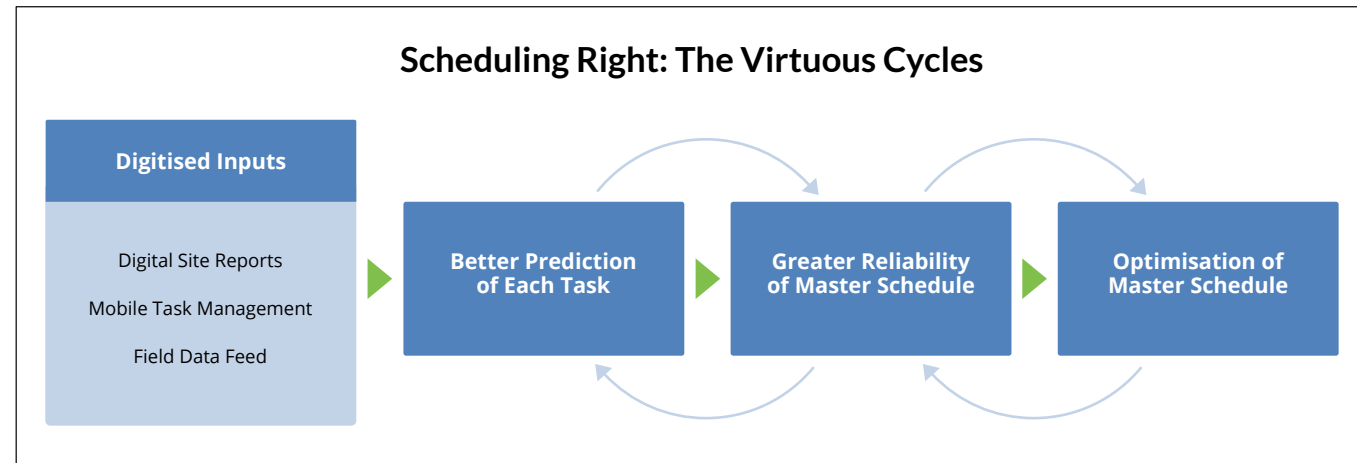 Scheduling Right: The Virtuous Cycles
Digitised Inputs
Digital Site Reports
Mobile Task Management
Field Data Feed
Better Prediction
of Each Task
Greater Reliability
of Master Schedule
Optimisation of
Master Schedule